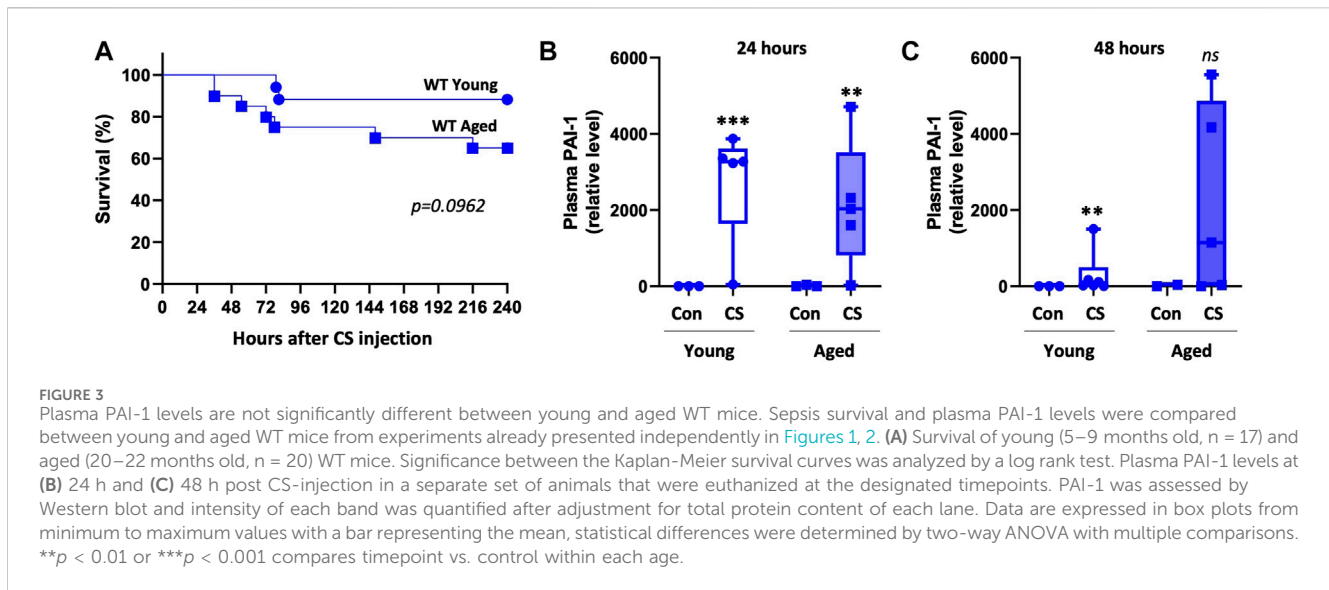 A
Survival (%)
100
80
60
40
20
0
WT Young
WT Aged
p=0.0962
0 24 48 72 96 120 144 168 192 216 240
Hours after CS injection
B
24 hours
Plasma PAI-1
(relative level)
6000
4000
2000
0
***
**
Con CS Con CS
Young Aged
C
48 hours
Plasma PAI-1
(relative level)
6000
4000
2000
0
**
ns
Con CS Con CS
Young Aged
FIGURE 3
Plasma PAI-1 levels are not significantly different between young and aged WT mice. Sepsis survival and plasma PAI-1 levels were compared
between young and aged WT mice from experiments already presented independently in Figures 1, 2. (A) Survival of young (5–9 months old, n = 17) and
aged (20–22 months old, n = 20) WT mice. Significance between the Kaplan-Meier survival curves was analyzed by a log rank test. Plasma PAI-1 levels at
(B) 24 h and (C) 48 h post CS-injection in a separate set of animals that were euthanized at the designated timepoints. PAI-1 was assessed by
Western blot and intensity of each band was quantified after adjustment for total protein content of each lane. Data are expressed in box plots from
minimum to maximum values with a bar representing the mean, statistical differences were determined by two-way ANOVA with multiple comparisons.
**p < 0.01 or ***p < 0.001 compares timepoint vs. control within each age.